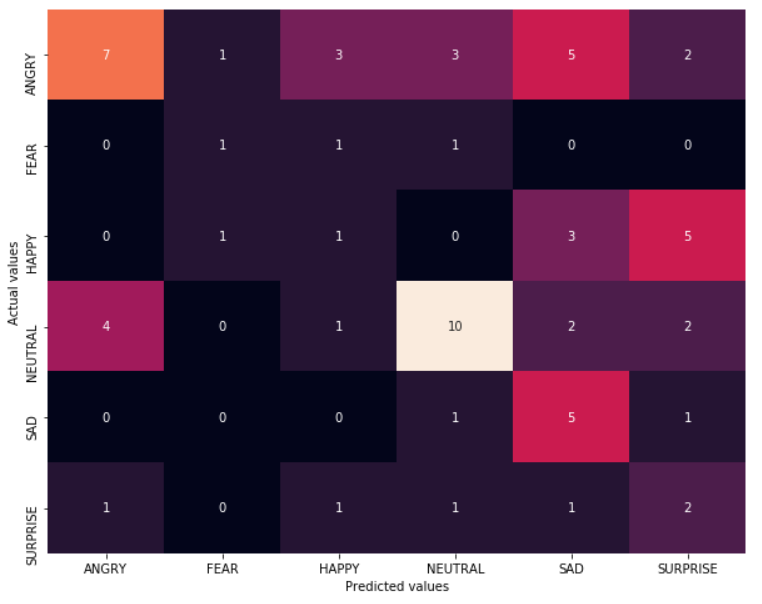 Actual values
ANGRY 7 1 3 3 5 2
FEAR 0 1 1 1 0 0
HAPPY 0 1 1 0 3 5
NEUTRAL 4 0 1 10 2 2
SAD 0 0 0 1 5 1
SURPRISE 1 0 1 1 1 2
ANGRY FEAR HAPPY NEUTRAL SAD SURPRISE
Predicted values